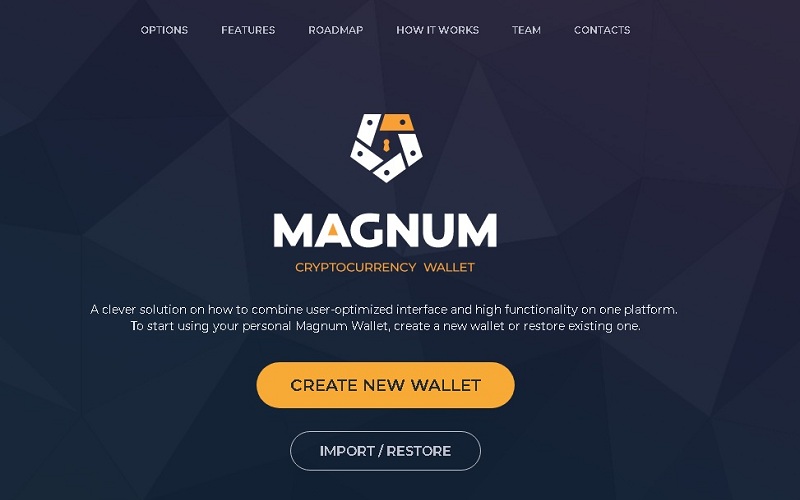 OPTIONS FEATURES ROADMAP HOW IT WORKS TEAM CONTACTS
MAGNUM
CRYPTOCURRENCY WALLET
A clever solution on how to combine user-optimized interface and high functionality on one platform.
To start using your personal Magnum Wallet, create a new wallet or restore existing one.
CREATE NEW WALLET
IMPORT / RESTORE